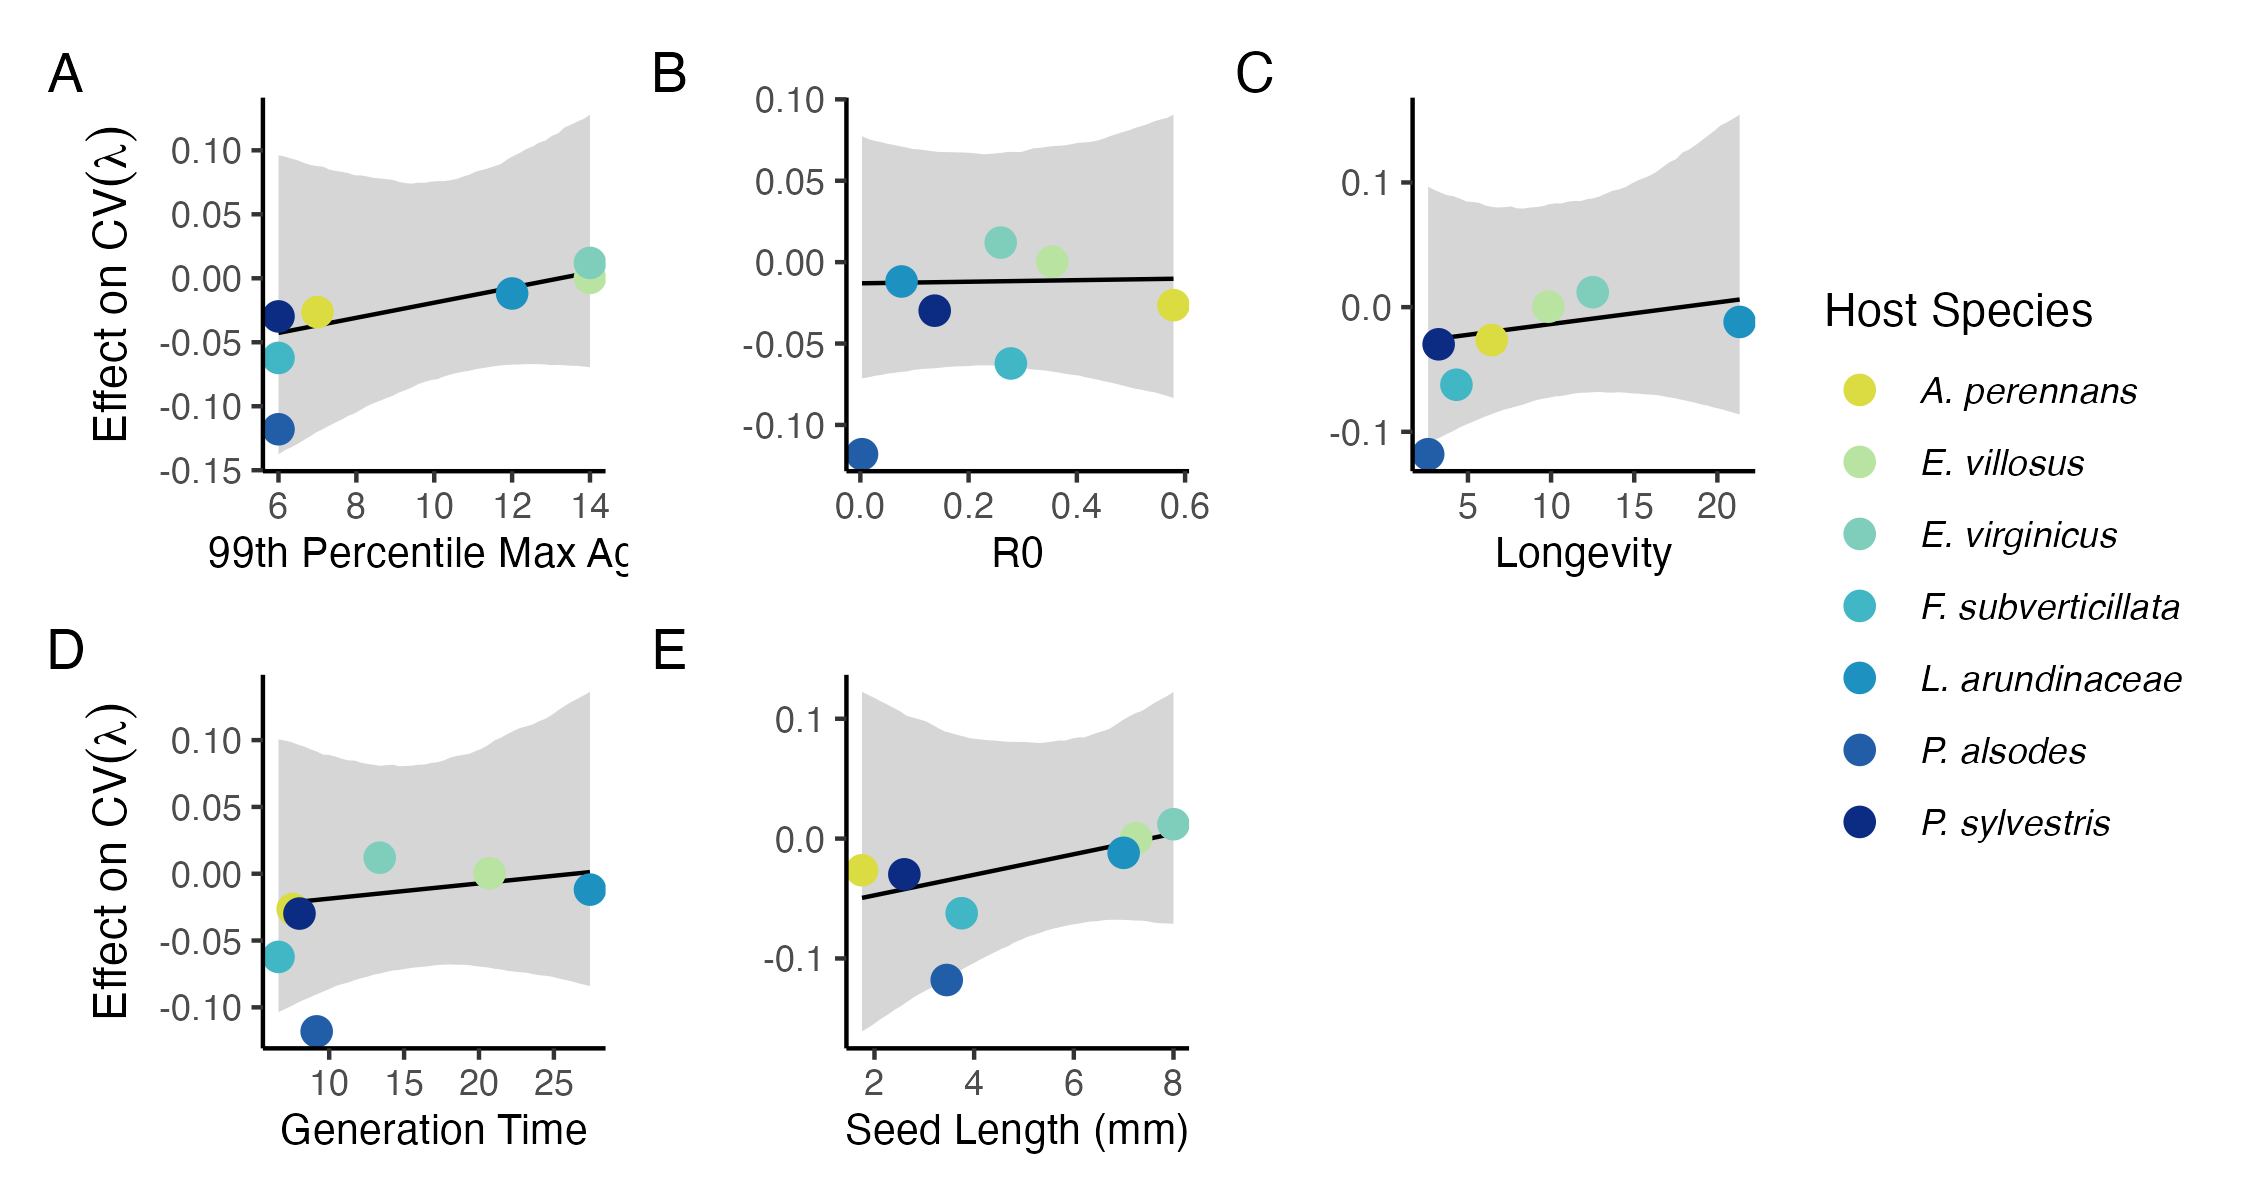 A
Effect on CV(λ)
0.10
0.05
0.00
-0.05
-0.10
-0.15
6 8 10 12 14
99th Percentile Max Ag
B
0.10
0.05
0.00
-0.05
-0.10
0.0 0.2 0.4 0.6
R0
C
0.1
0.0
-0.1
5 10 15 20
Longevity
D
Effect on CV(λ)
0.10
0.05
0.00
-0.05
-0.10
10 15 20 25
Generation Time
E
0.1
0.0
-0.1
2 4 6 8
Seed Length (mm)
Host Species
A. perennans
E. villosus
E. virginicus
F. subverticillata
L. arundinaceae
P. alsodes
P. sylvestris